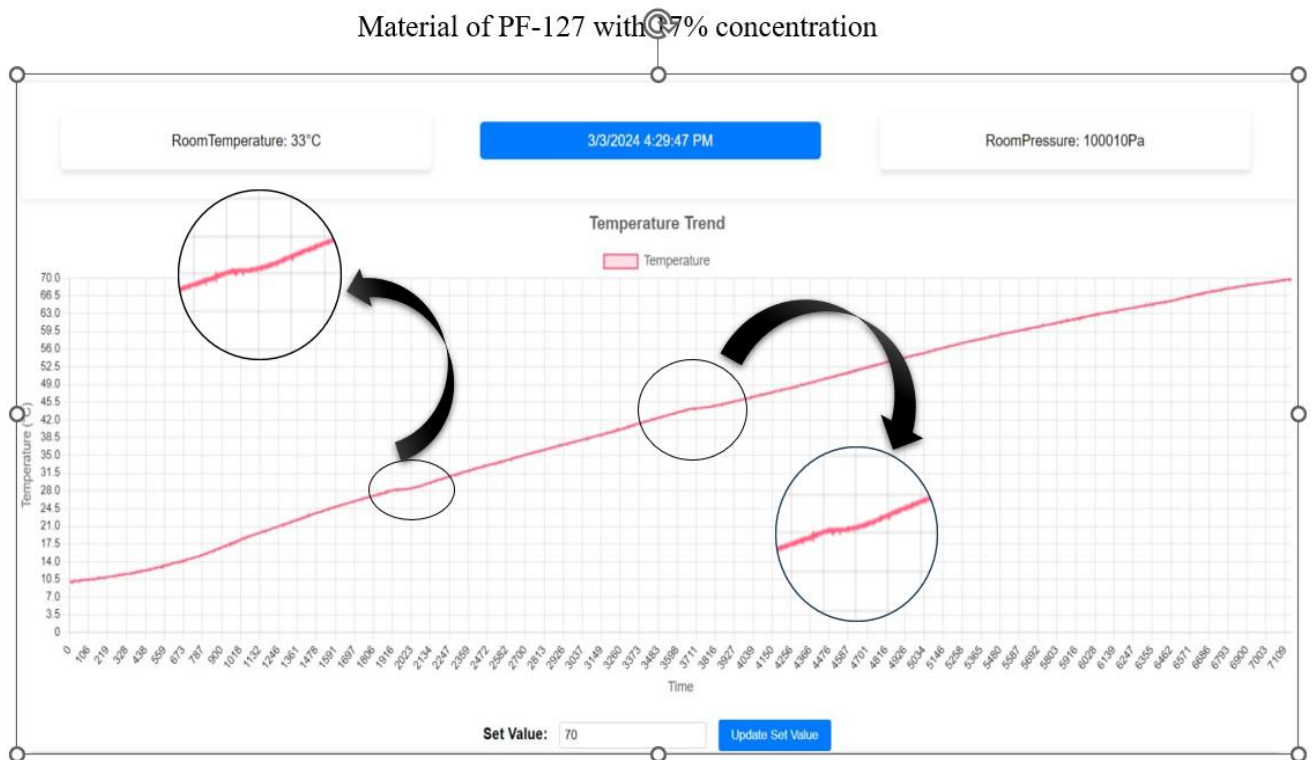 Material of PF-127 with concentration
RoomTemperature: 33°C
3/3/2024 4:29:47 PM
RoomPressure: 100010Pa
Temperature Trend
Temperature
70.0
66.5
63.0
59.5
56.0
52.5
49.0
45.5
42.0
38.5
35.0
31.5
28.0
24.5
21.0
17.5
14.0
10.5
7.0
3.5
0
Temperature (°C)
0 106 219 328 438 559 673 787 900 1018 1132 1246 1361 1478 1591 1697 1806 1916 2023 2134 2247 2359 2472 2582 2700 2813 2926 3037 3149 3260 3373 3483 3598 3711 3816 3927 4039 4150 4256 4366 4476 4587 4701 4816 4926 5034 5146 5258 5365 5480 5587 5692 5803 5916 6028 6139 6247 6355 6462 6571 6686 6793 6900 7003 7109
Time
Set Value: 70 Update Set Value